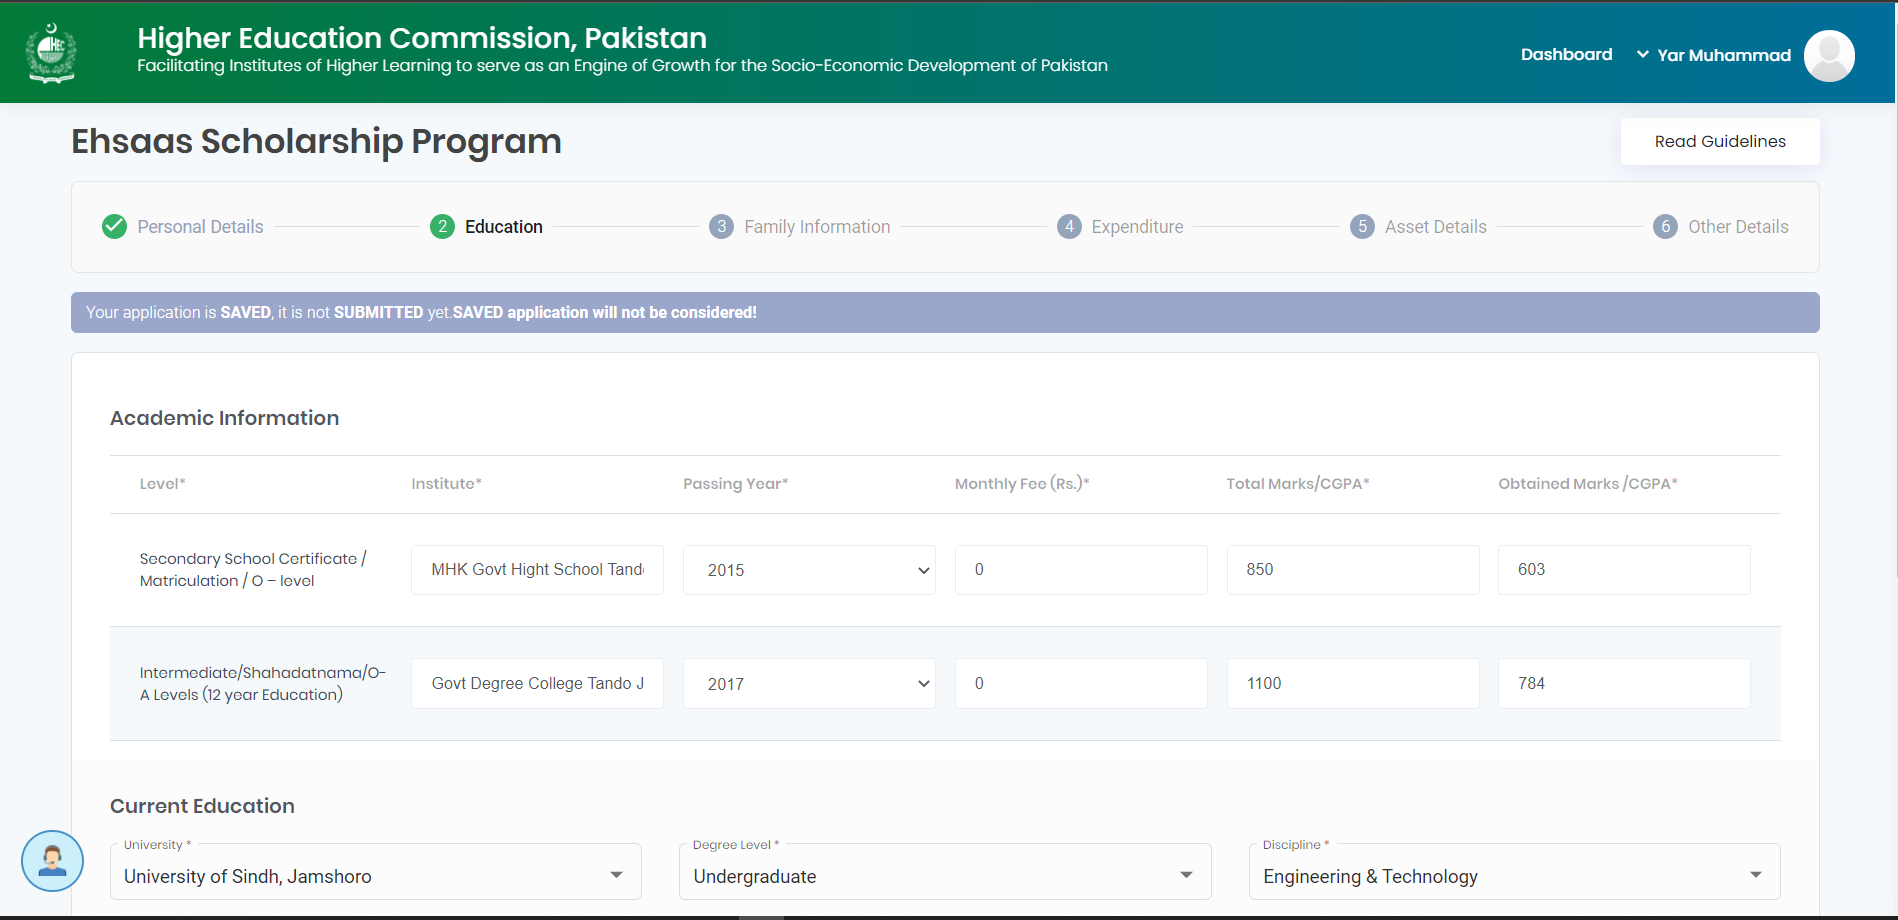 HEC
Higher Education Commission, Pakistan
Facilitating Institutes of Higher Learning to serve as an Engine of Growth for the Socio-Economic Development of Pakistan
Dashboard
Yar Muhammad
Ehsaas Scholarship Program
Read Guidelines
Personal Details
2 Education
3 Family Information
4 Expenditure
5 Asset Details
6 Other Details
Your application is SAVED, it is not SUBMITTED yet.SAVED application will not be considered!
Academic Information
Level* Institute* Passing Year* Monthly Fee (Rs.)* Total Marks/CGPA* Obtained Marks /CGPA*
Secondary School Certificate /
Matriculation / O – level
MHK Govt Hight School Tand
2015
0
850
603
Intermediate/Shahadatnama/O-
A Levels (12 year Education)
Govt Degree College Tando J
2017
0
1100
784
Current Education
University *
University of Sindh, Jamshoro
Degree Level *
Undergraduate
Discipline *
Engineering & Technology